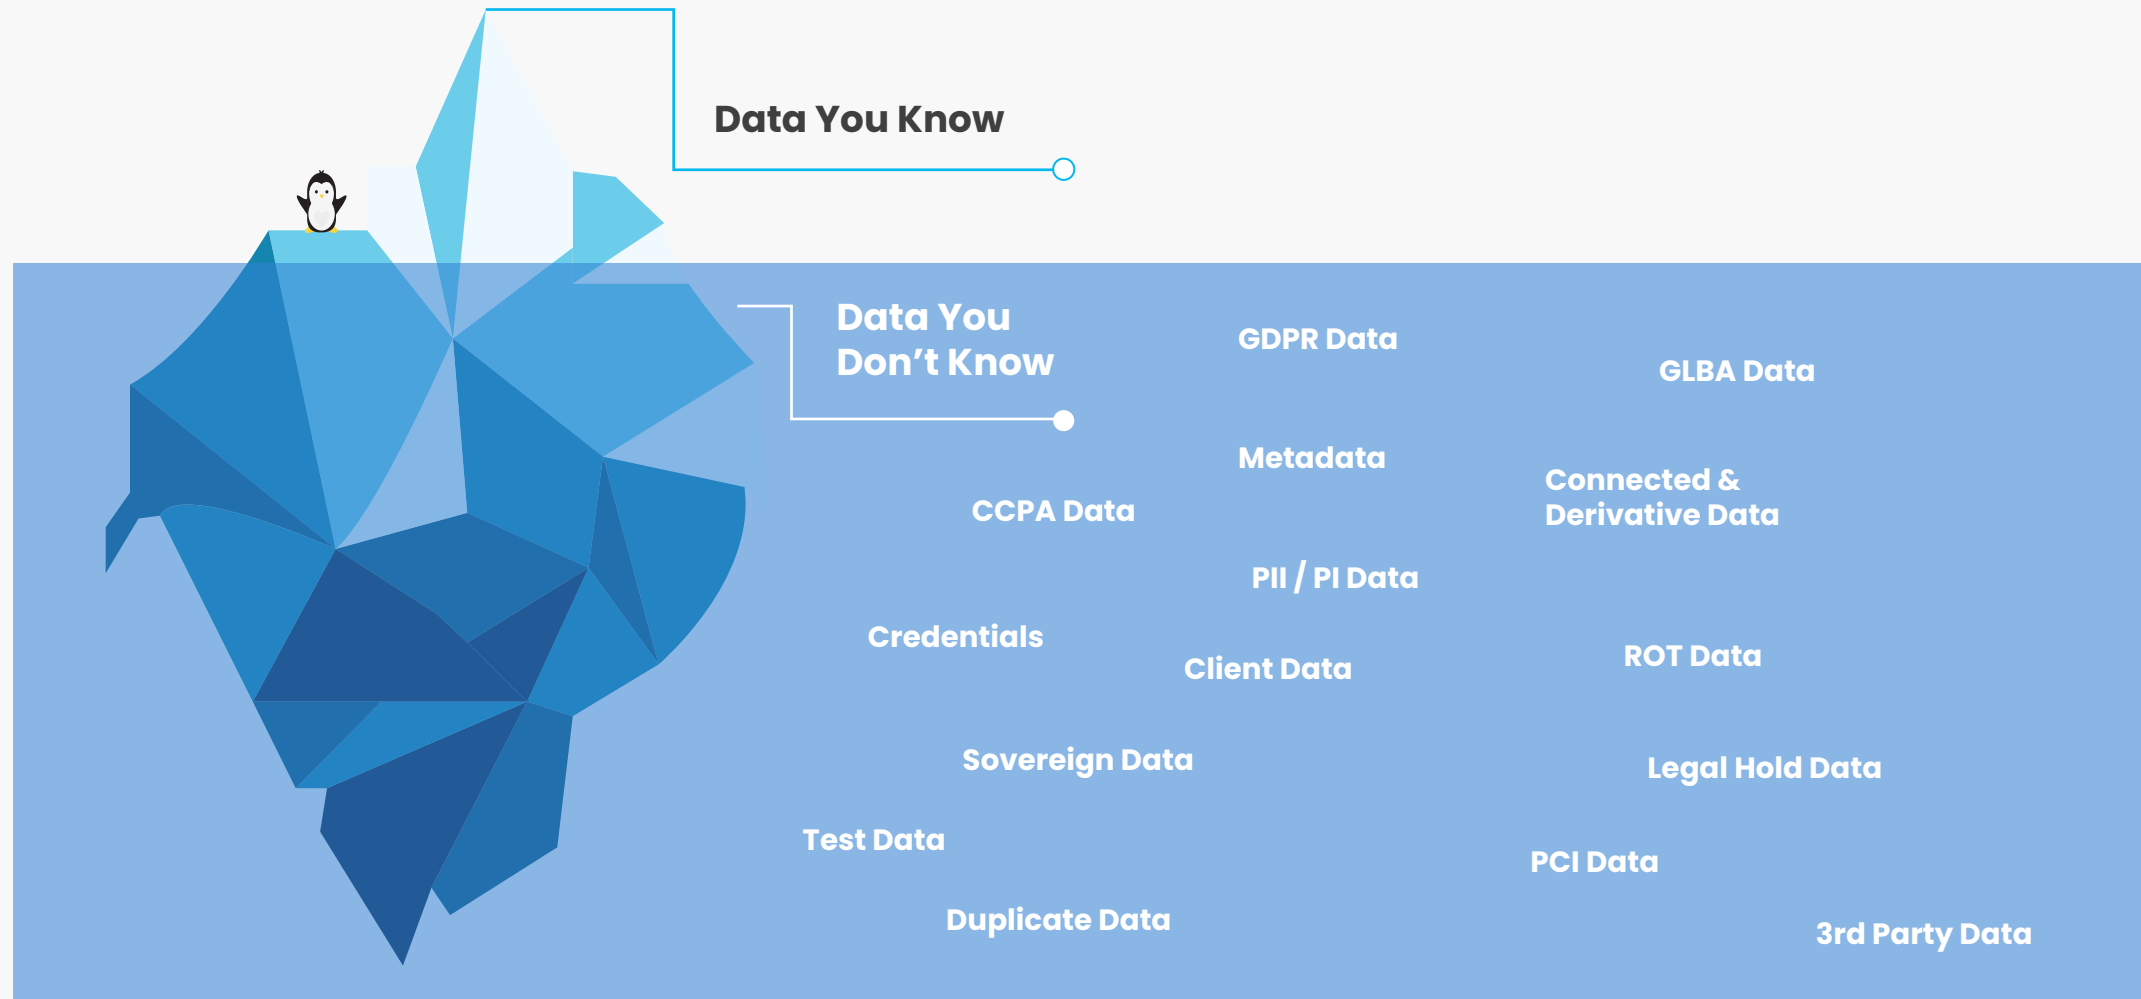 Data You Know
Data You
Don’t Know
GDPR Data
GLBA Data
Metadata
Connected &
Derivative Data
CCPA Data
PII / PI Data
Credentials
Client Data
ROT Data
Sovereign Data
Legal Hold Data
Test Data
PCI Data
Duplicate Data
3rd Party Data